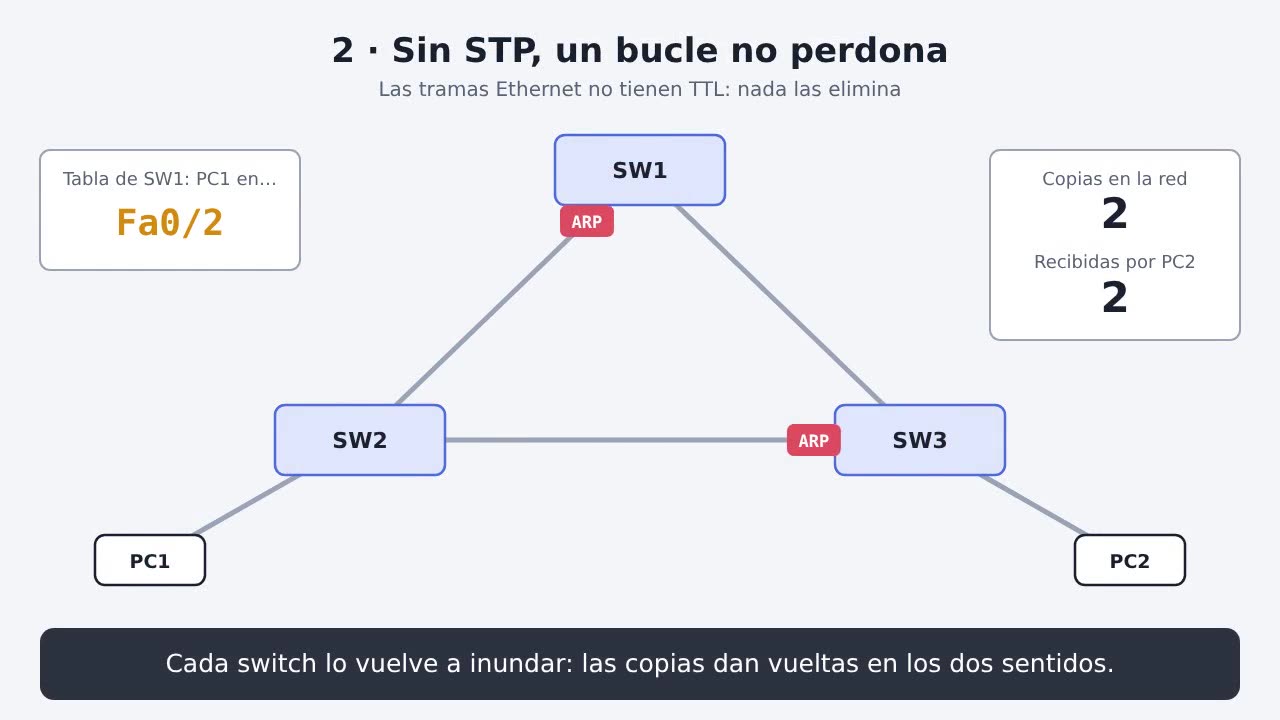 2 · Sin STP, un bucle no perdona
Las tramas Ethernet no tienen TTL: nada las elimina
Tabla de SW1: PC1 en…
Fa0/2
SW1
ARP
Copias en la red
2
Recibidas por PC2
2
SW2
ARP
SW3
PC1
PC2
Cada switch lo vuelve a inundar: las copias dan vueltas en los dos sentidos.